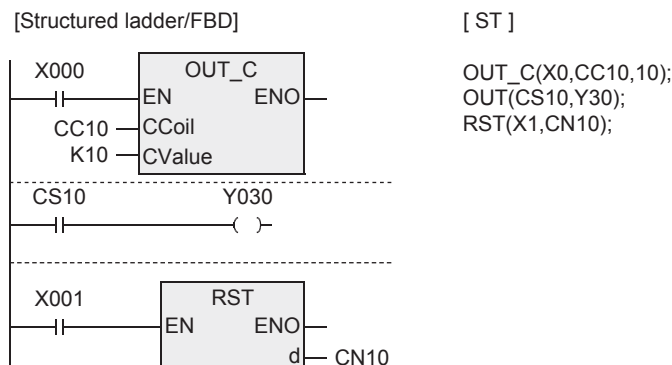 [Structured ladder/FBD]
[ ST ]
X000
OUT_C
EN ENO
CC10 CCoil
K10 CValue
OUT_C(X0,CC10,10);
OUT(CS10,Y30);
RST(X1,CN10);
CS10 Y030
X001
RST
EN ENO
d CN10